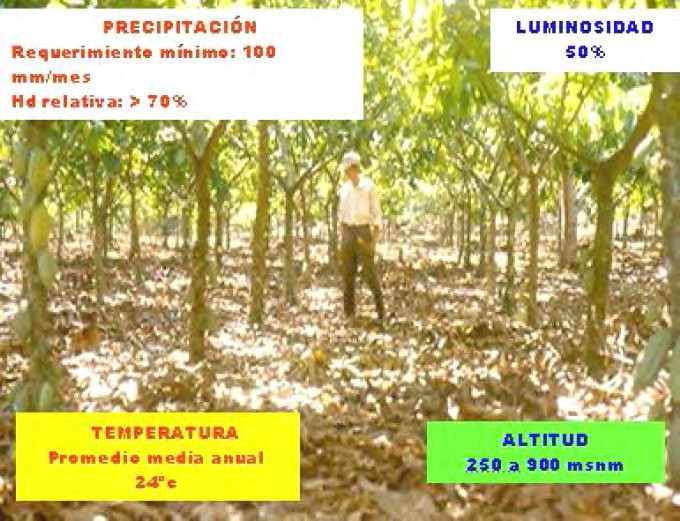 PRECIPITACIÓN
Requerimiento mínimo: 100
mm/mes
Hd relativa: > 70%
LUMINOSIDAD
50%
TEMPERATURA
Promedio media anual
24°c
ALTITUD
250 a 900 msnm